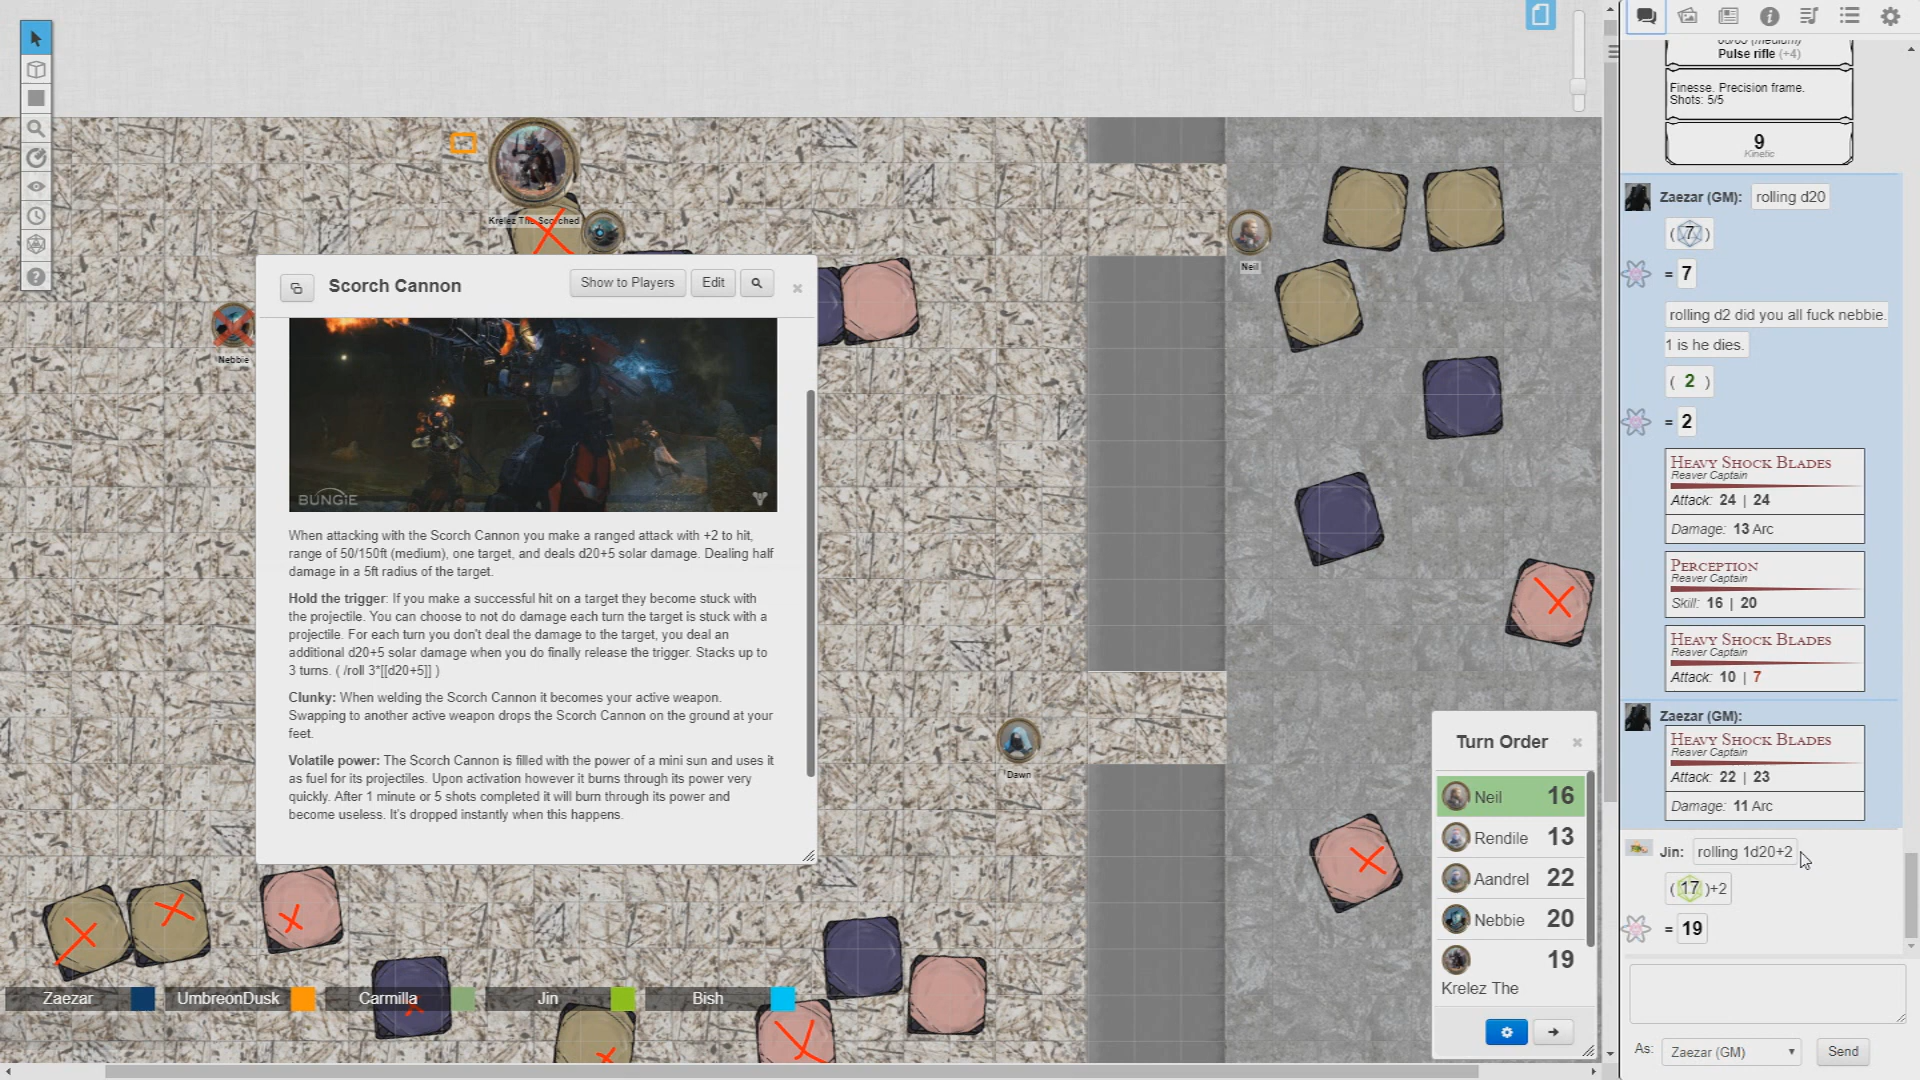 Krelez The Scorched
Nebbie
Neil
Dawn
Scorch Cannon
Show to Players
Edit
BUNGiE
When attacking with the Scorch Cannon you make a ranged attack with +2 to hit,
range of 50/150ft (medium), one target, and deals d20+5 solar damage. Dealing half
damage in a 5ft radius of the target.
Hold the trigger: If you make a successful hit on a target they become stuck with
the projectile. You can choose to not do damage each turn the target is stuck with a
projectile. For each turn you don't deal the damage to the target, you deal an
additional d20+5 solar damage when you do finally release the trigger. Stacks up to
3 turns. ( /roll 3*[[d20+5]] )
Clunky: When welding the Scorch Cannon it becomes your active weapon.
Swapping to another active weapon drops the Scorch Cannon on the ground at your
feet.
Volatile power: The Scorch Cannon is filled with the power of a mini sun and uses it
as fuel for its projectiles. Upon activation however it burns through its power very
quickly. After 1 minute or 5 shots completed it will burn through its power and
become useless. It's dropped instantly when this happens.
Zaezar
UmbreonDusk
Carmilla
Jin
Bish
Turn Order
Neil 16
Rendile 13
Aandrel 22
Nebbie 20
19
Krelez The
Pulse rifle (+4)
Finesse. Precision frame.
Shots: 5/5
9
Kinetic
Zaezar (GM): rolling d20
(7)
= 7
rolling d2 did you all fuck nebbie.
1 is he dies.
( 2 )
= 2
Heavy Shock Blades
Reaver Captain
Attack: 24 | 24
Damage: 13 Arc
Perception
Reaver Captain
Skill: 16 | 20
Heavy Shock Blades
Reaver Captain
Attack: 10 | 7
Zaezar (GM):
Heavy Shock Blades
Reaver Captain
Attack: 22 | 23
Damage: 11 Arc
Jin: rolling 1d20+2
(17)+2
= 19
As: Zaezar (GM)
Send